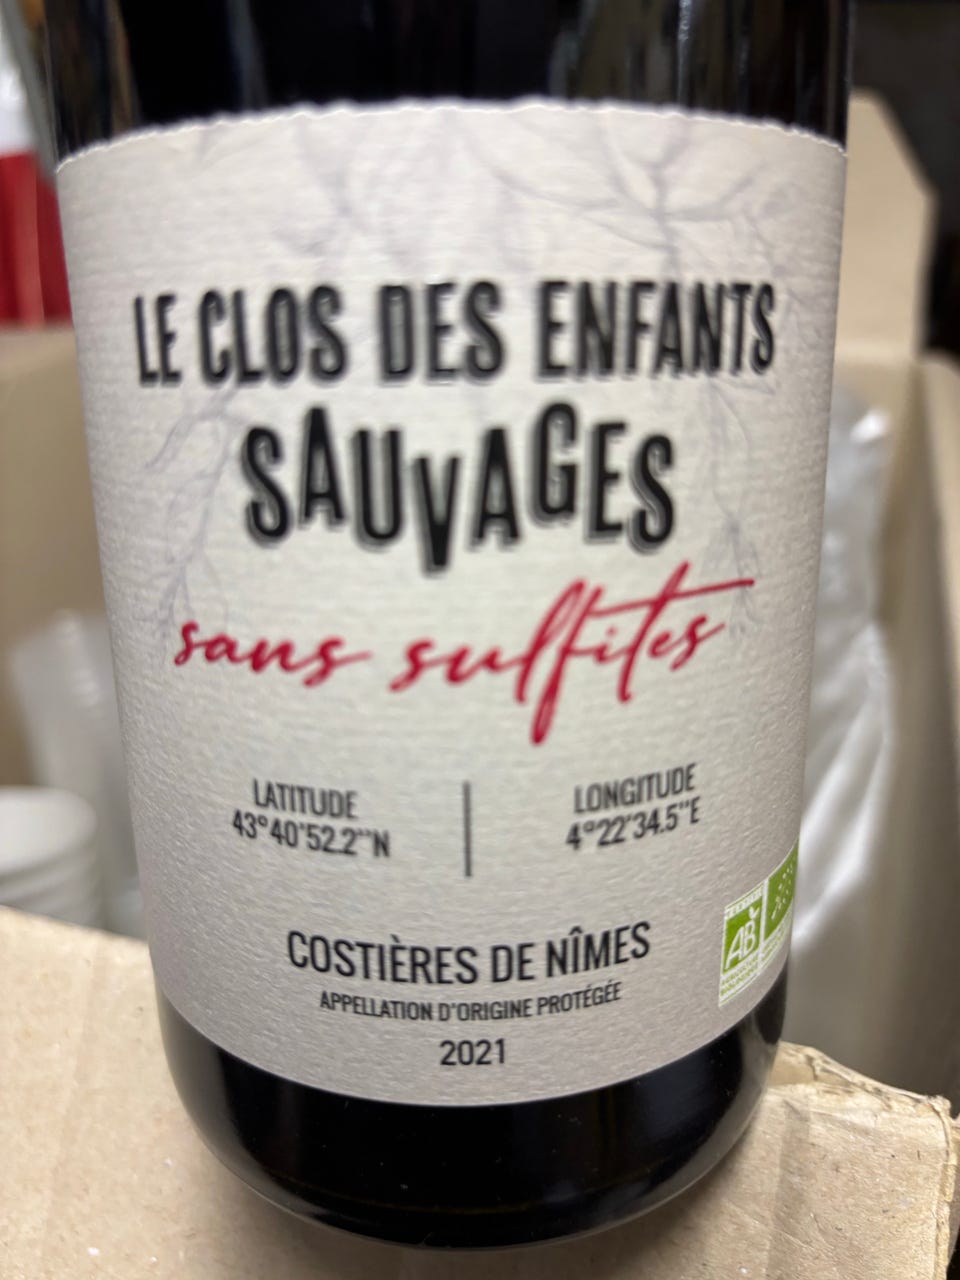 LE CLOS DES ENFANTS
SAUVAGES
sans sulfites
LATITUDE
43°40'52.2''N
LONGITUDE
4°22'34.5''E
COSTIÈRES DE NÎMES
APPELLATION D'ORIGINE PROTÉGÉE
2021
AB